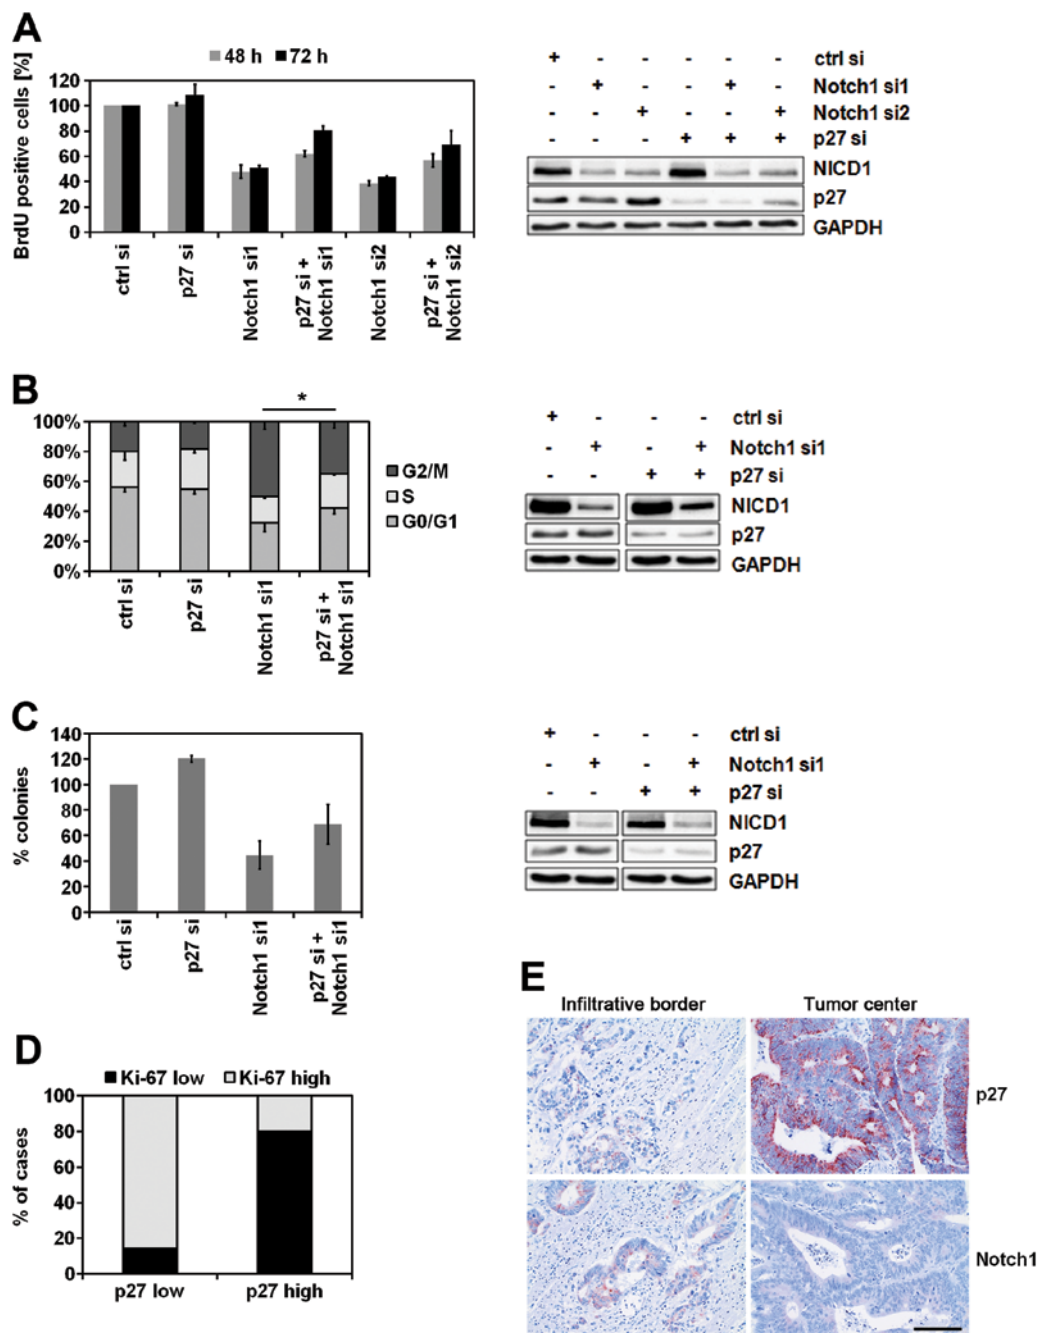 A
48 h 72 h
BrdU positive cells [%]
120
100
80
60
40
20
0
ctrl si
p27 si
Notch1 si1
p27 si +
Notch1 si1
Notch1 si2
p27 si +
Notch1 si2
+ - - - - - ctrl si
- + - - + - Notch1 si1
- - + - - + Notch1 si2
- - - + + + p27 si
NICD1
p27
GAPDH
B
*
100%
80%
60%
40%
20%
0%
G2/M
S
G0/G1
ctrl si
p27 si
Notch1 si1
p27 si +
Notch1 si1
+ - - - ctrl si
- + - + Notch1 si1
- - + + p27 si
NICD1
p27
GAPDH
C
% colonies
140
120
100
80
60
40
20
0
ctrl si
p27 si
Notch1 si1
p27 si +
Notch1 si1
+ - - - ctrl si
- + - + Notch1 si1
- - + + p27 si
NICD1
p27
GAPDH
D
Ki-67 low Ki-67 high
% of cases
100
80
60
40
20
0
p27 low p27 high
E
Infiltrative border Tumor center
p27
Notch1